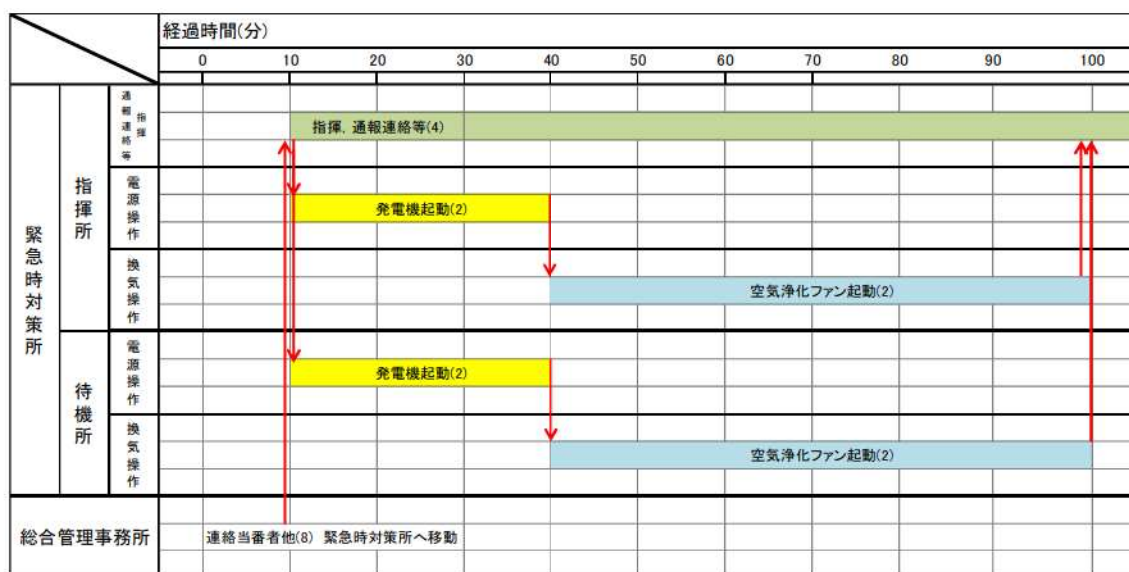 経過時間(分)
0 10 20 30 40 50 60 70 80 90 100
緊急時対策所
指揮所
指揮
通報連絡等
指揮, 通報連絡等(4)
電源操作
発電機起動(2)
換気操作
空気浄化ファン起動(2)
待機所
電源操作
発電機起動(2)
換気操作
空気浄化ファン起動(2)
総合管理事務所
連絡当番者他(8) 緊急時対策所へ移動